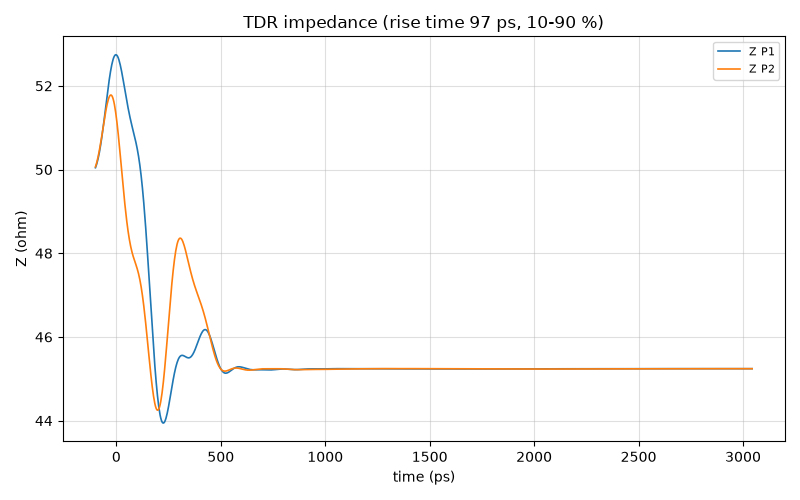 TDR impedance (rise time 97 ps, 10-90 %)
Z P1
Z P2
52
50
48
46
44
Z (ohm)
0 500 1000 1500 2000 2500 3000
time (ps)